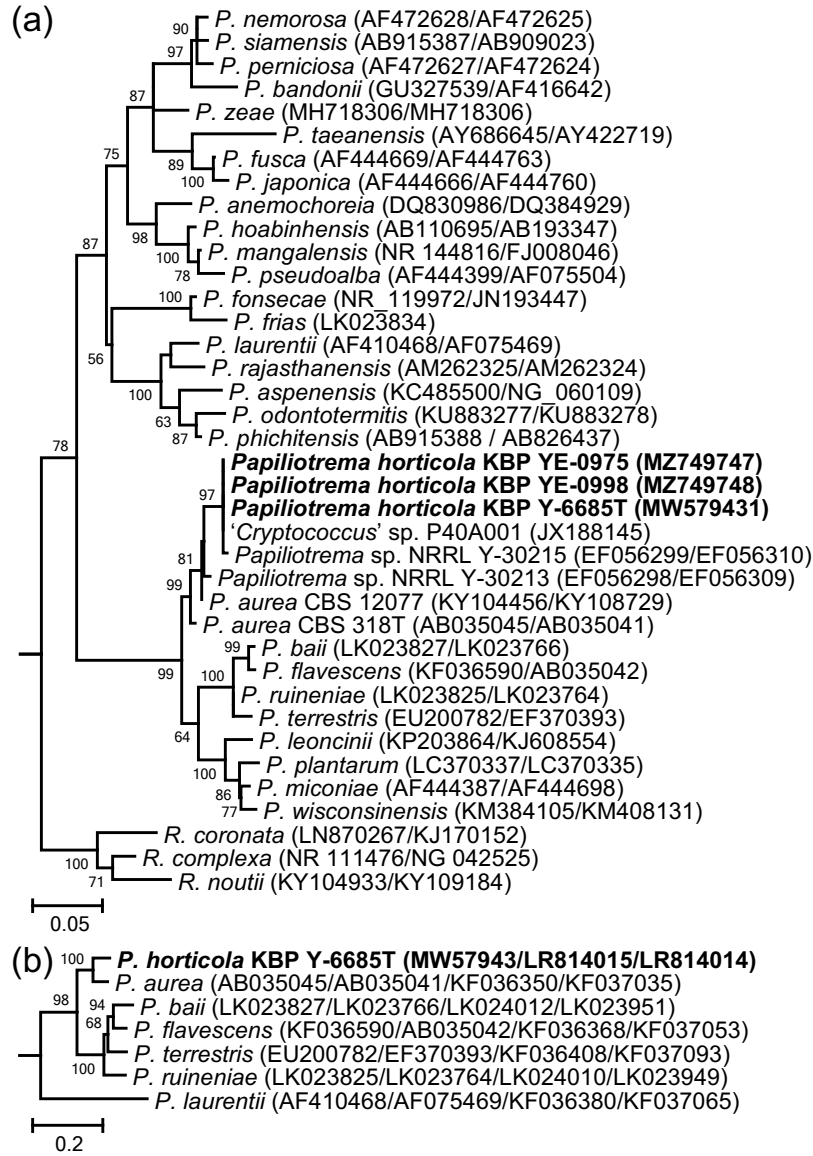 (a)
90
P. nemorosa (AF472628/AF472625)
P. siamensis (AB915387/AB909023)
97
P. perniciosa (AF472627/AF472624)
P. bandonii (GU327539/AF416642)
87
P. zeae (MH718306/MH718306)
P. taeanensis (AY686645/AY422719)
75
89
P. fusca (AF444669/AF444763)
100
P. japonica (AF444666/AF444760)
P. anemochoreia (DQ830986/DQ384929)
98
P. hoabinhensis (AB110695/AB193347)
87
100
P. mangalensis (NR 144816/FJ008046)
78
P. pseudoalba (AF444399/AF075504)
100
P. fonsecae (NR_119972/JN193447)
P. frias (LK023834)
56
P. laurentii (AF410468/AF075469)
P. rajasthanensis (AM262325/AM262324)
100
P. aspenensis (KC485500/NG_060109)
63
P. odontotermitis (KU883277/KU883278)
87
P. phichitensis (AB915388 / AB826437)
78
Papiliotrema horticola KBP YE-0975 (MZ749747)
97
Papiliotrema horticola KBP YE-0998 (MZ749748)
Papiliotrema horticola KBP Y-6685T (MW579431)
'Cryptococcus' sp. P40A001 (JX188145)
81
Papiliotrema sp. NRRL Y-30215 (EF056299/EF056310)
99
Papiliotrema sp. NRRL Y-30213 (EF056298/EF056309)
P. aurea CBS 12077 (KY104456/KY108729)
P. aurea CBS 318T (AB035045/AB035041)
99
99
P. baii (LK023827/LK023766)
100
P. flavescens (KF036590/AB035042)
P. ruineniae (LK023825/LK023764)
P. terrestris (EU200782/EF370393)
64
P. leoncinii (KP203864/KJ608554)
100
P. plantarum (LC370337/LC370335)
86
P. miconiae (AF444387/AF444698)
77
P. wisconsinensis (KM384105/KM408131)
R. coronata (LN870267/KJ170152)
100
R. complexa (NR 111476/NG 042525)
71
R. noutii (KY104933/KY109184)
0.05
(b)
100
P. horticola KBP Y-6685T (MW57943/LR814015/LR814014)
P. aurea (AB035045/AB035041/KF036350/KF037035)
98
94
P. baii (LK023827/LK023766/LK024012/LK023951)
68
P. flavescens (KF036590/AB035042/KF036368/KF037053)
P. terrestris (EU200782/EF370393/KF036408/KF037093)
100
P. ruineniae (LK023825/LK023764/LK024010/LK023949)
P. laurentii (AF410468/AF075469/KF036380/KF037065)
0.2